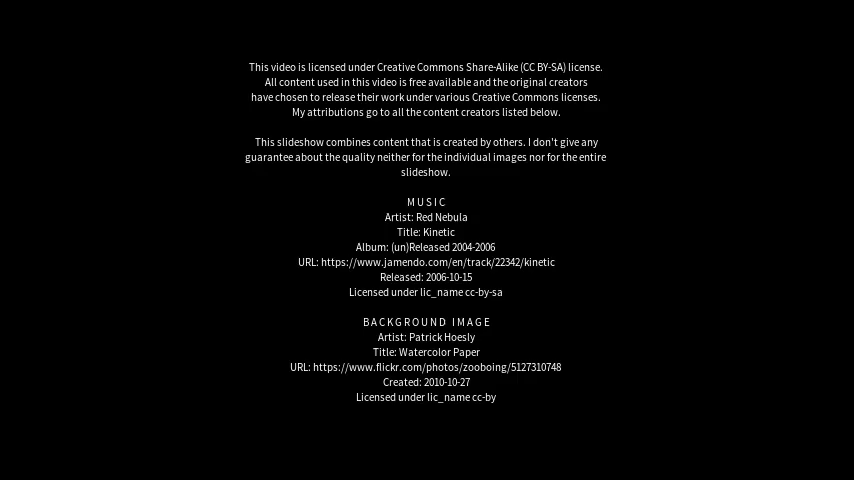 This video is licensed under Creative Commons Share-Alike (CC BY-SA) license.
All content used in this video is free available and the original creators
have chosen to release their work under various Creative Commons licenses.
My attributions go to all the content creators listed below.
This slideshow combines content that is created by others. I don't give any
guarantee about the quality neither for the individual images nor for the entire
slideshow.
MUSIC
Artist: Red Nebula
Title: Kinetic
Album: (un)Released 2004-2006
URL: https://www.jamendo.com/en/track/22342/kinetic
Released: 2006-10-15
Licensed under lic_name cc-by-sa
BACKGROUND IMAGE
Artist: Patrick Hoesly
Title: Watercolor Paper
URL: https://www.flickr.com/photos/zooboing/5127310748
Created: 2010-10-27
Licensed under lic_name cc-by